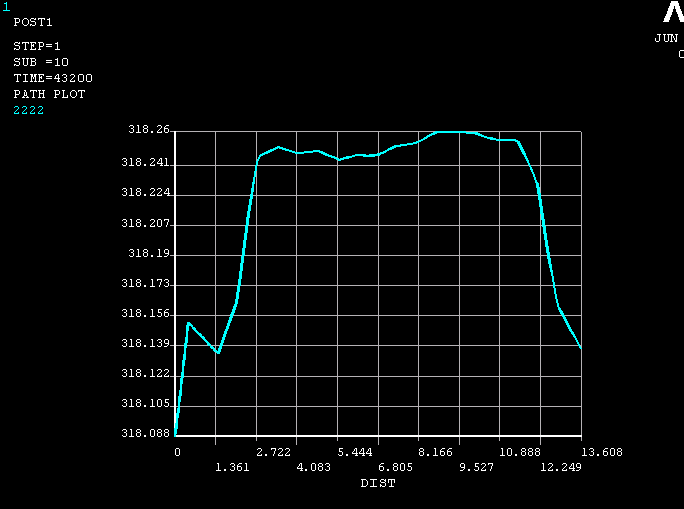 1
POST1
STEP=1
SUB =10
TIME=43200
PATH PLOT
2222
JUN
318.26
318.241
318.224
318.207
318.19
318.173
318.156
318.139
318.122
318.105
318.088
0 2.722 5.444 8.166 10.888 13.608
1.361 4.083 6.805 9.527 12.249
DIST